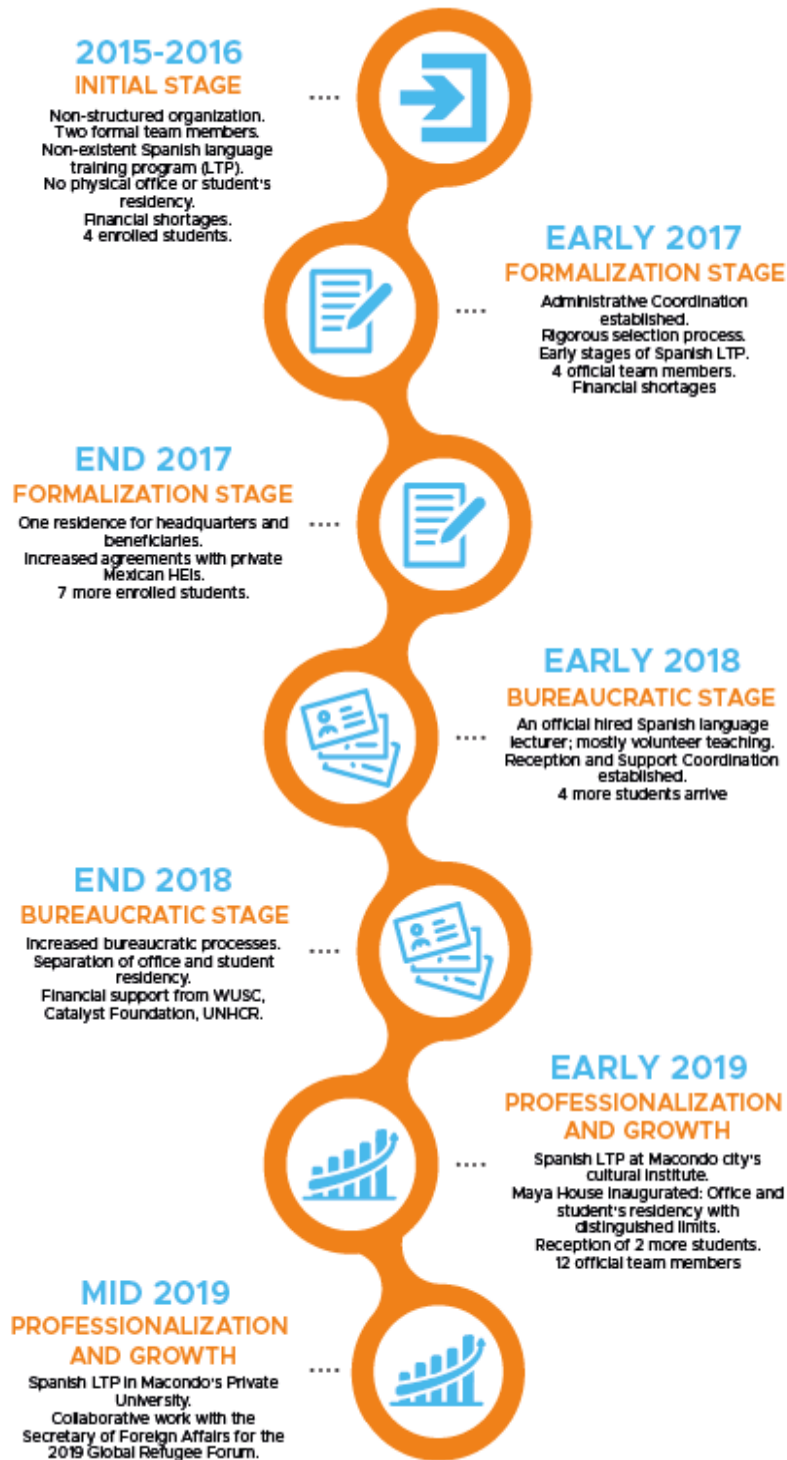 2015-2016
INITIAL STAGE
Non-structured organization.
Two formal team members.
Non-existent Spanish language
training program (LTP).
No physical office or student's
residency.
Financial shortages.
4 enrolled students.
EARLY 2017
FORMALIZATION STAGE
Administrative Coordination
established.
Rigorous selection process.
Early stages of Spanish LTP.
4 official team members.
Financial shortages
END 2017
FORMALIZATION STAGE
One residence for headquarters and
beneficiaries.
Increased agreements with private
Mexican HEIs.
7 more enrolled students.
EARLY 2018
BUREAUCRATIC STAGE
An official hired Spanish language
lecturer; mostly volunteer teaching.
Reception and Support Coordination
established.
4 more students arrive
END 2018
BUREAUCRATIC STAGE
Increased bureaucratic processes.
Separation of office and student
residency.
Financial support from WUSC,
Catalyst Foundation, UNHCR.
EARLY 2019
PROFESSIONALIZATION
AND GROWTH
Spanish LTP at Macondo city's
cultural institute.
Maya House Inaugurated: Office and
student's residency with
distinguished limits.
Reception of 2 more students.
12 official team members
MID 2019
PROFESSIONALIZATION
AND GROWTH
Spanish LTP in Macondo's Private
University.
Collaborative work with the
Secretary of Foreign Affairs for the
2019 Global Refugee Forum.